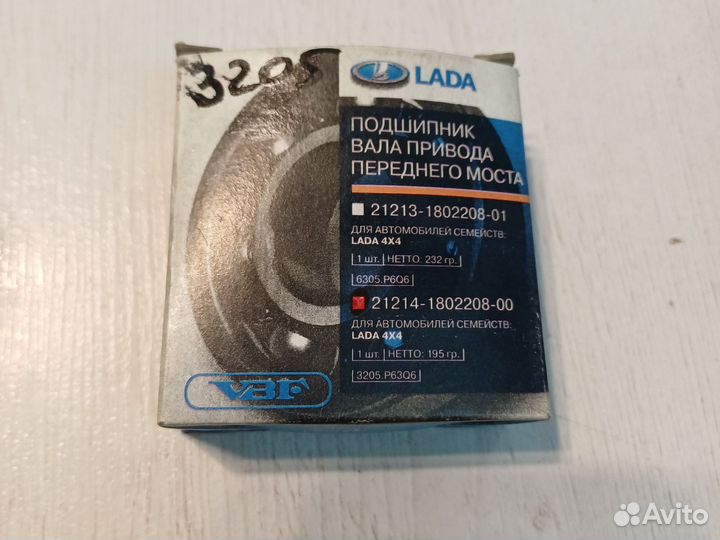 3205
LADA
ПОДШИПНИК
ВАЛА ПРИВОДА
ПЕРЕДНЕГО МОСТА
21213-1802208-01
ДЛЯ АВТОМОБИЛЕЙ СЕМЕЙСТВ:
LADA 4X4
1 шт. НЕТТО: 232 гр.
6305.P6Q6
21214-1802208-00
ДЛЯ АВТОМОБИЛЕЙ СЕМЕЙСТВ:
LADA 4X4
1 шт. НЕТТО: 195 гр.
3205.P63Q6
VBF
Avito